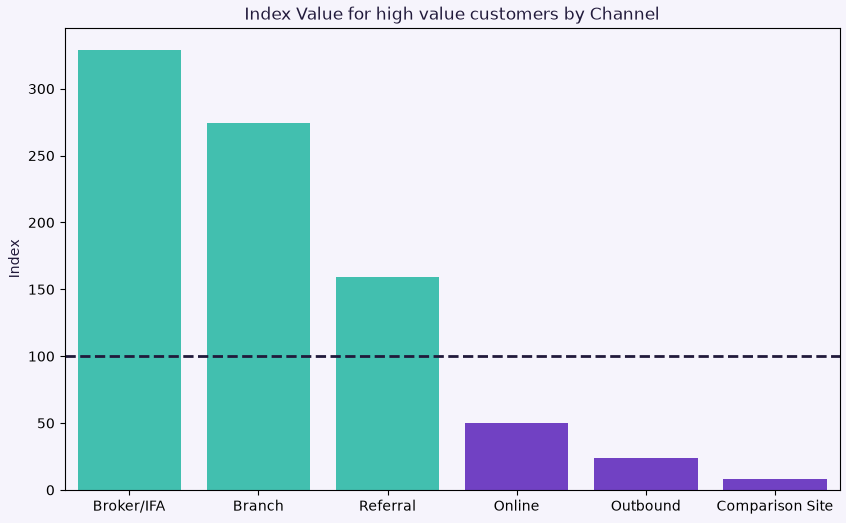 Index Value for high value customers by Channel
Index
300
250
200
150
100
50
0
Broker/IFA Branch Referral Online Outbound Comparison Site